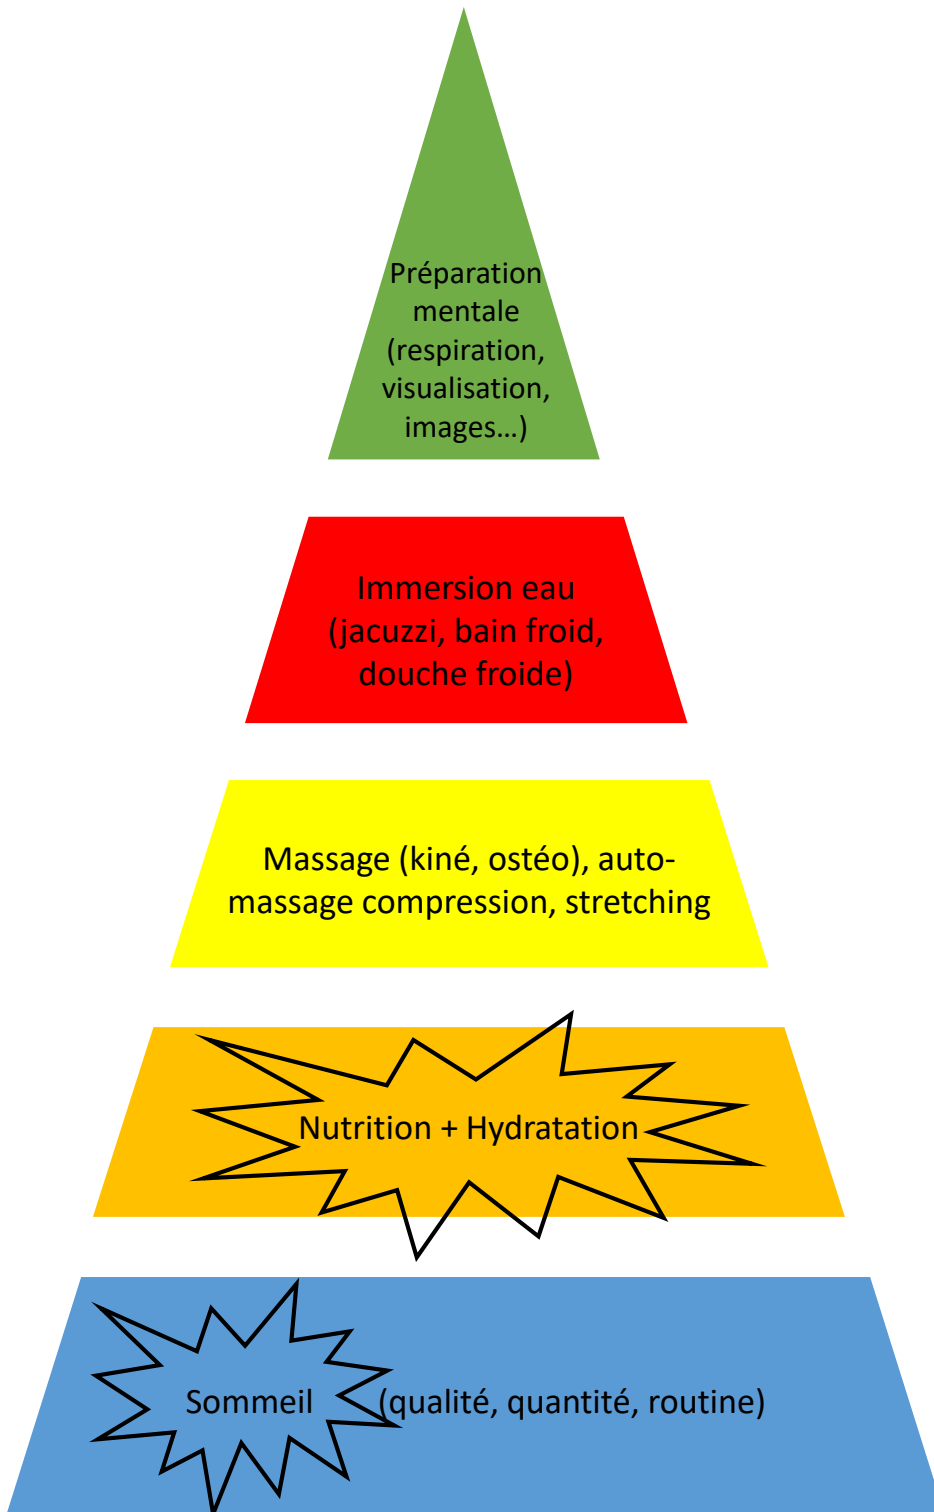 Préparation
mentale
(respiration,
visualisation,
images…)
Immersion eau
(jacuzzi, bain froid,
douche froide)
Massage (kiné, ostéo), auto-
massage compression, stretching
Nutrition + Hydratation
Sommeil (qualité, quantité, routine)